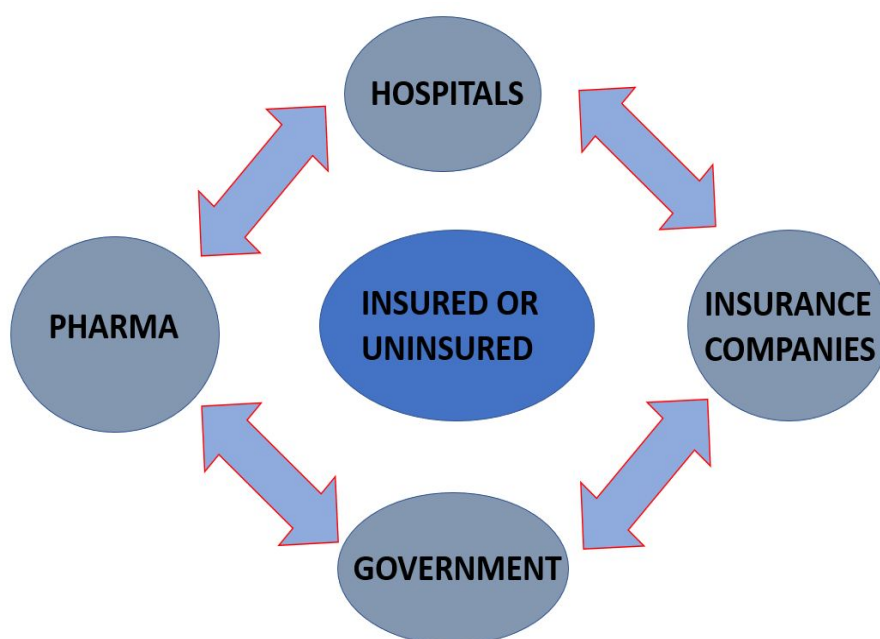 HOSPITALS
PHARMA
INSURED OR
UNINSURED
INSURANCE
COMPANIES
GOVERNMENT